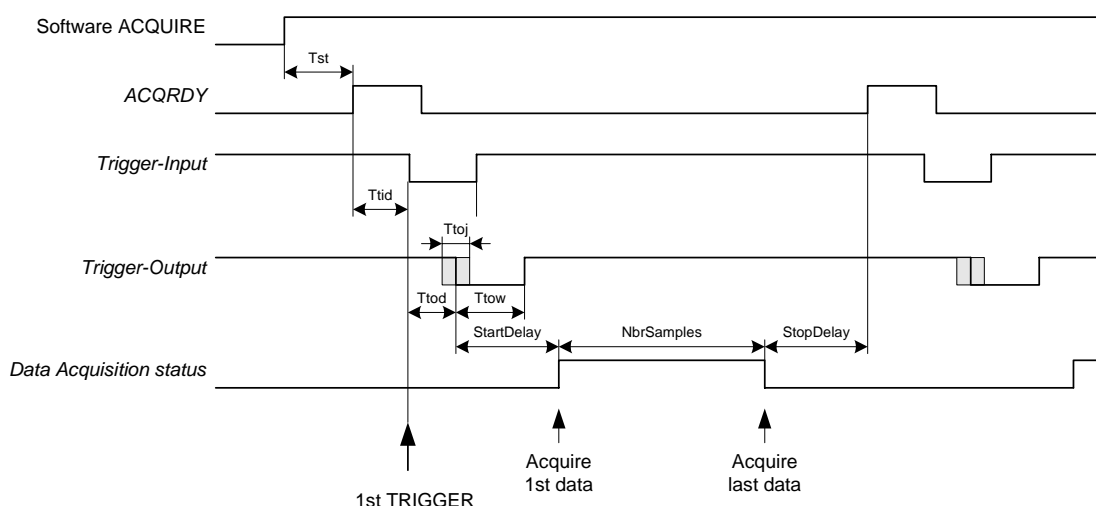 Software ACQUIRE
Tst
ACQRDY
Trigger-Input
Ttid
Ttoj
Trigger-Output
Ttod
Ttow
StartDelay
NbrSamples
StopDelay
Data Acquisition status
Acquire
1st data
Acquire
last data
1st TRIGGER